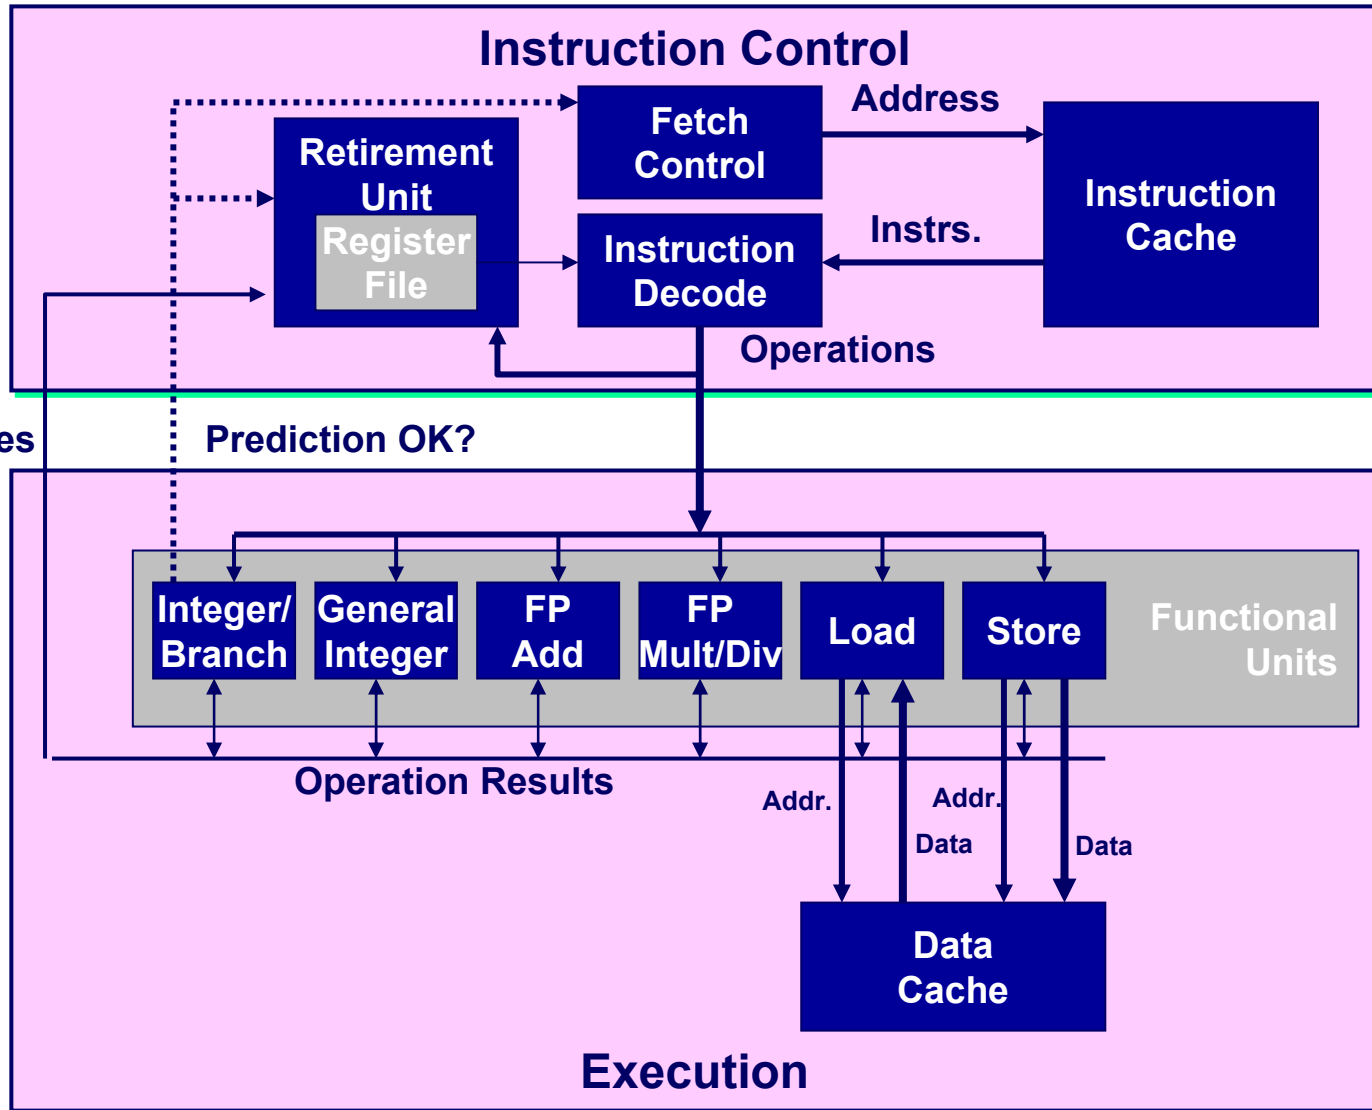 Instruction Control
Fetch
Control
Address
Retirement
Unit
Register
File
Instruction
Decode
Instrs.
Instruction
Cache
Operations
es
Prediction OK?
Integer/
Branch
General
Integer
FP
Add
FP
Mult/Div
Load
Store
Functional
Units
Operation Results
Addr.
Addr.
Data
Data
Data
Cache
Execution